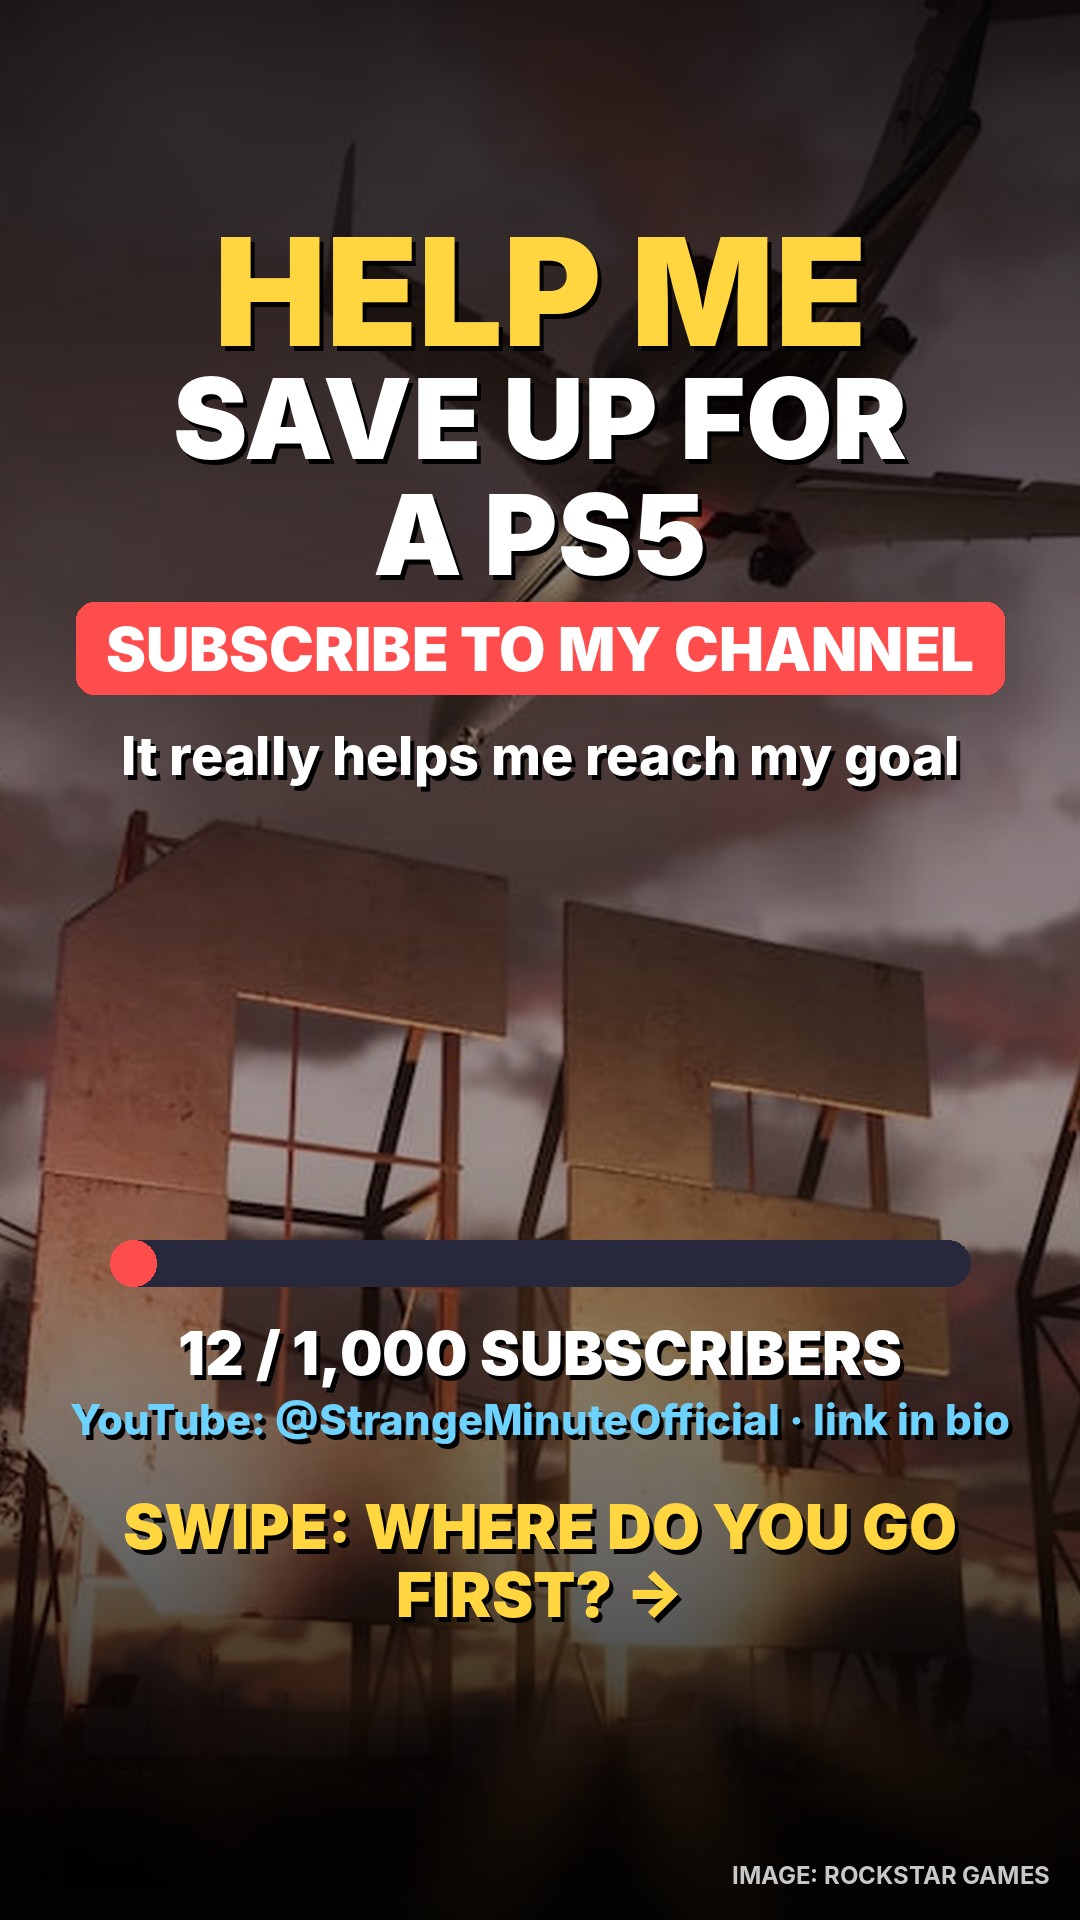 HELP ME
SAVE UP FOR
A PS5
SUBSCRIBE TO MY CHANNEL
It really helps me reach my goal
12 / 1,000 SUBSCRIBERS
YouTube: @StrangeMinuteOfficial · link in bio
SWIPE: WHERE DO YOU GO
FIRST? →
IMAGE: ROCKSTAR GAMES